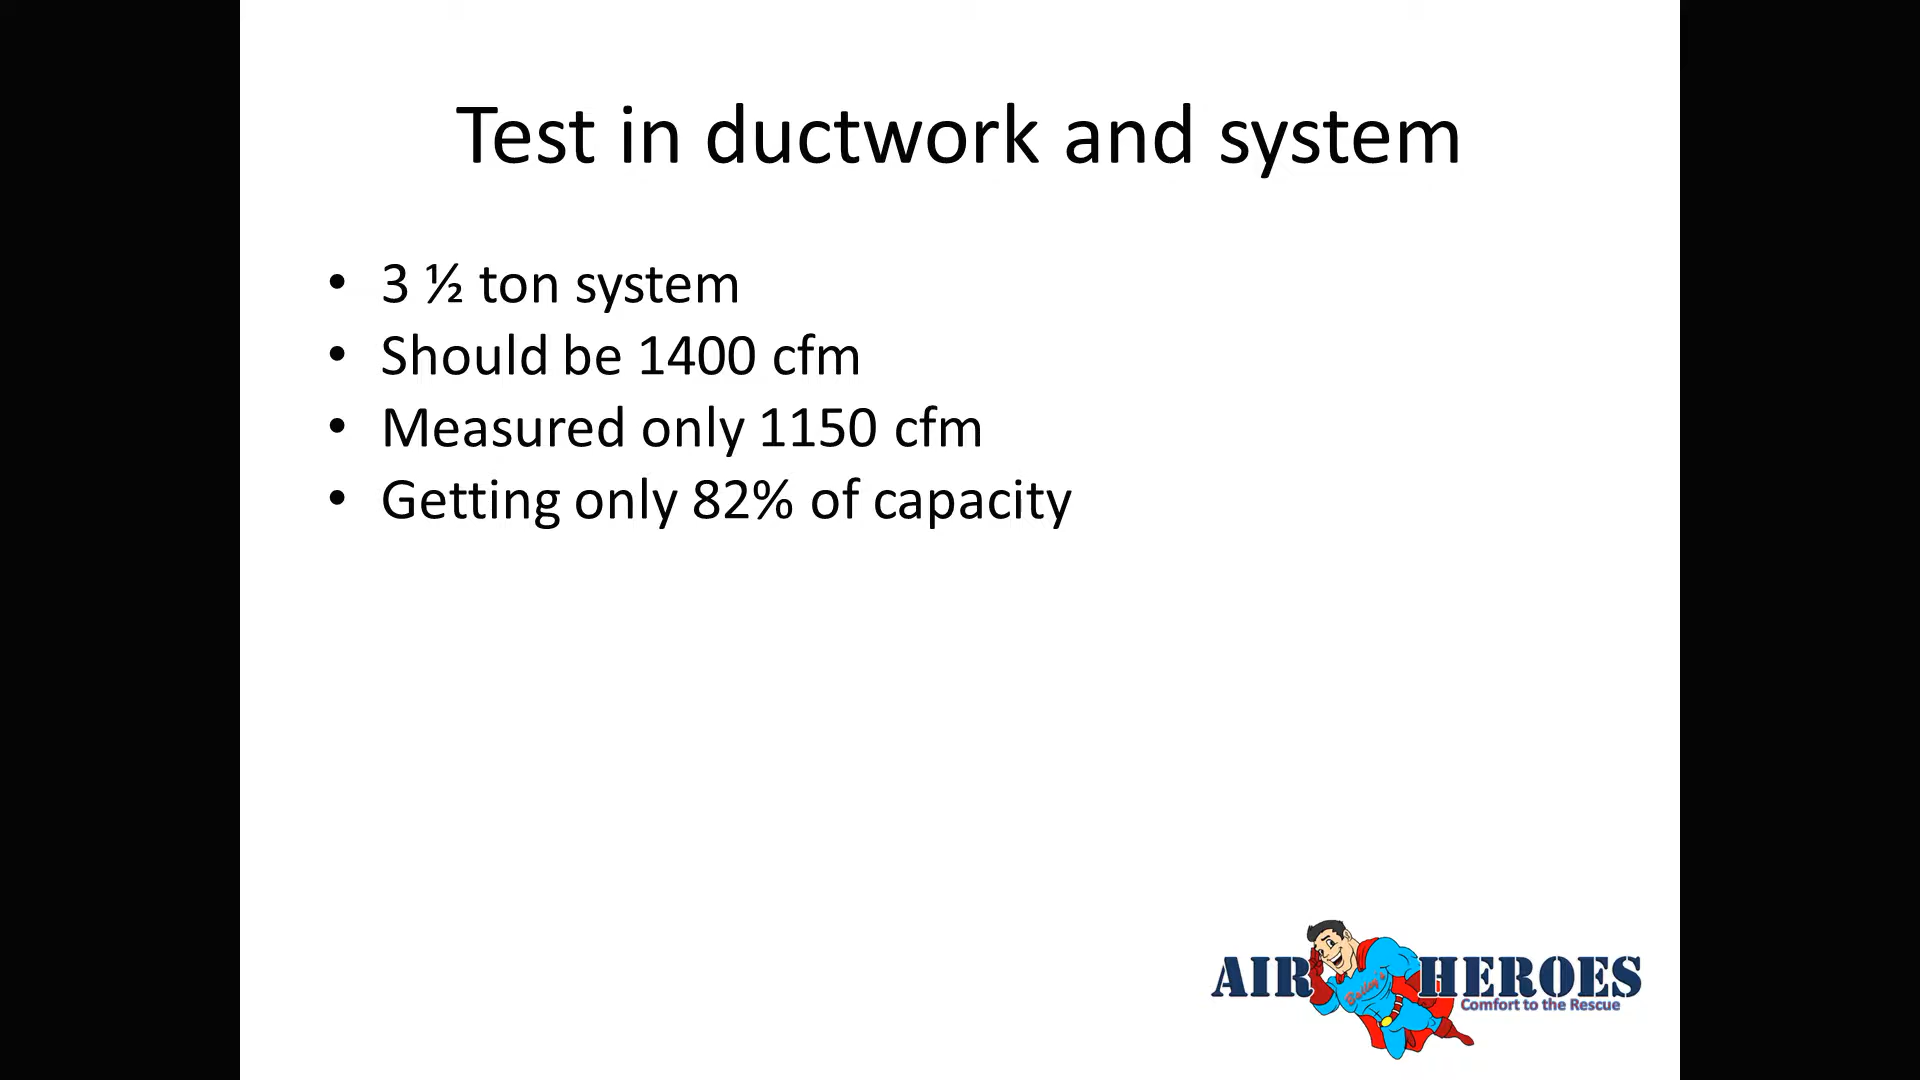 Test in ductwork and system
• 3 ½ ton system
• Should be 1400 cfm
• Measured only 1150 cfm
• Getting only 82% of capacity
AIR HEROES
Bailey's
Comfort to the Rescue